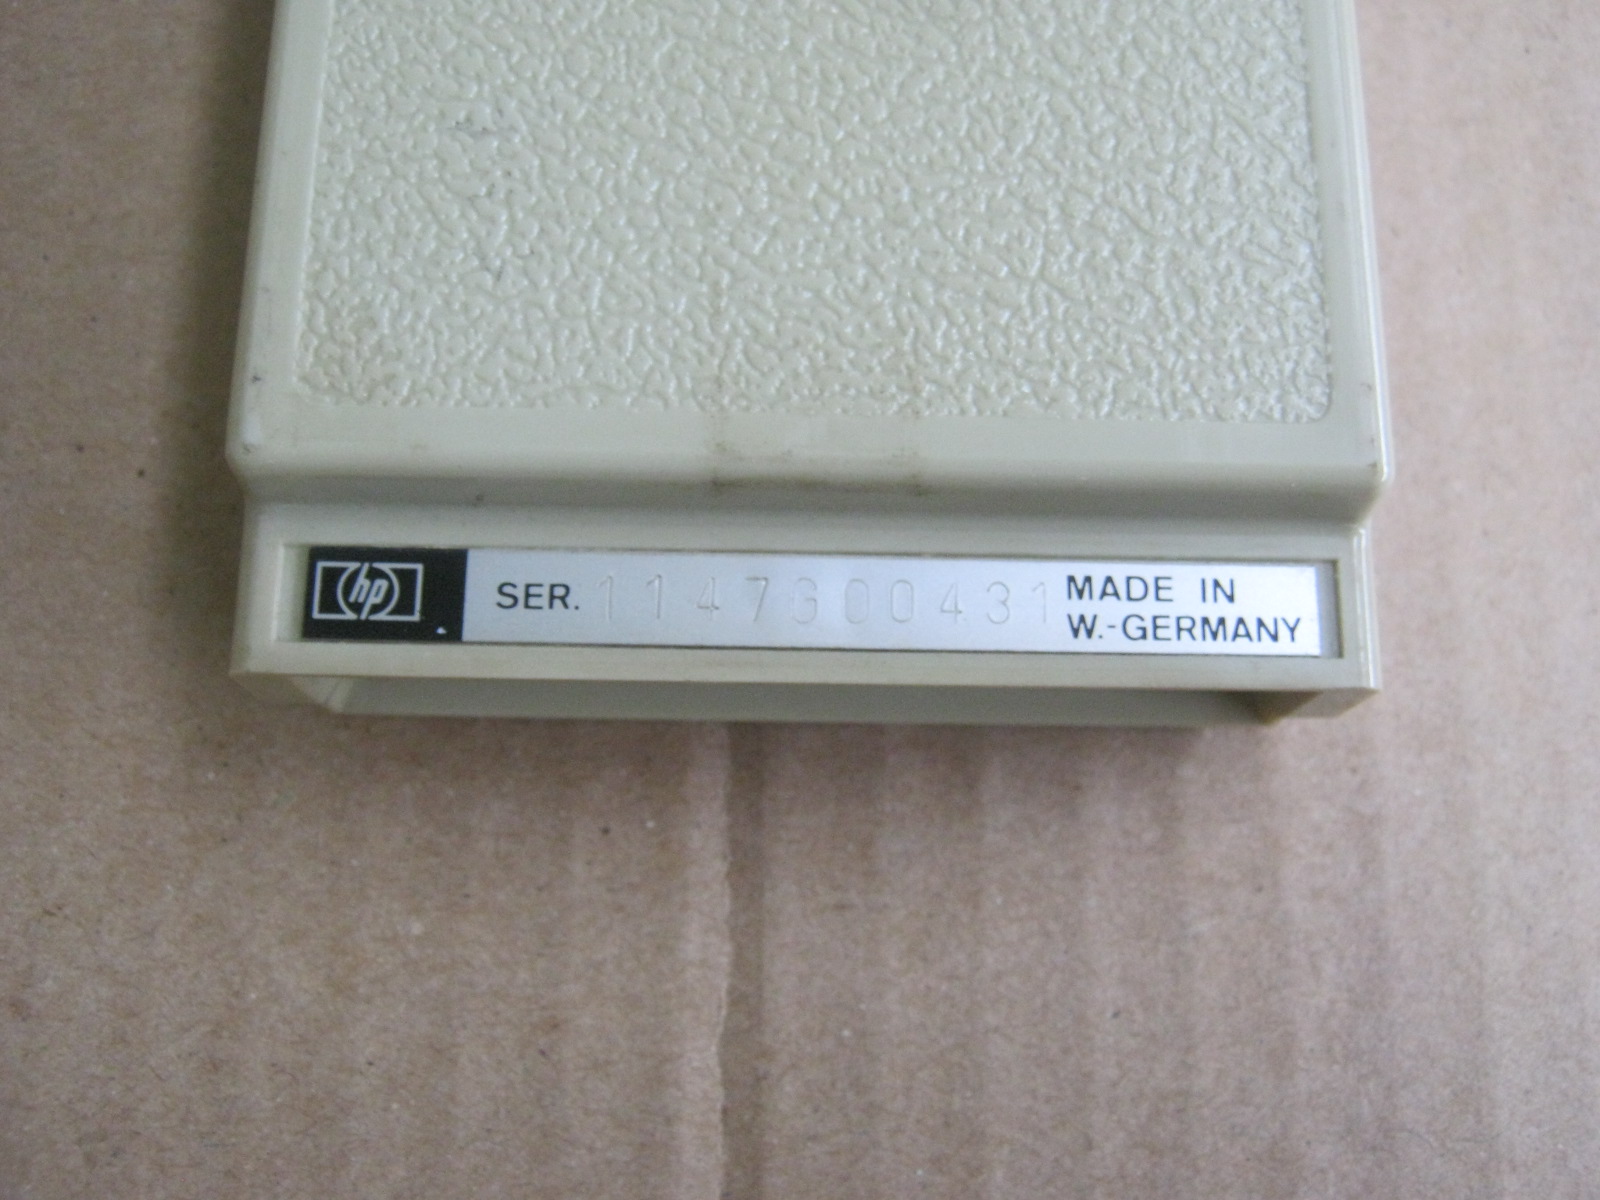 hp
SER. 1147G00431
MADE IN
W.-GERMANY